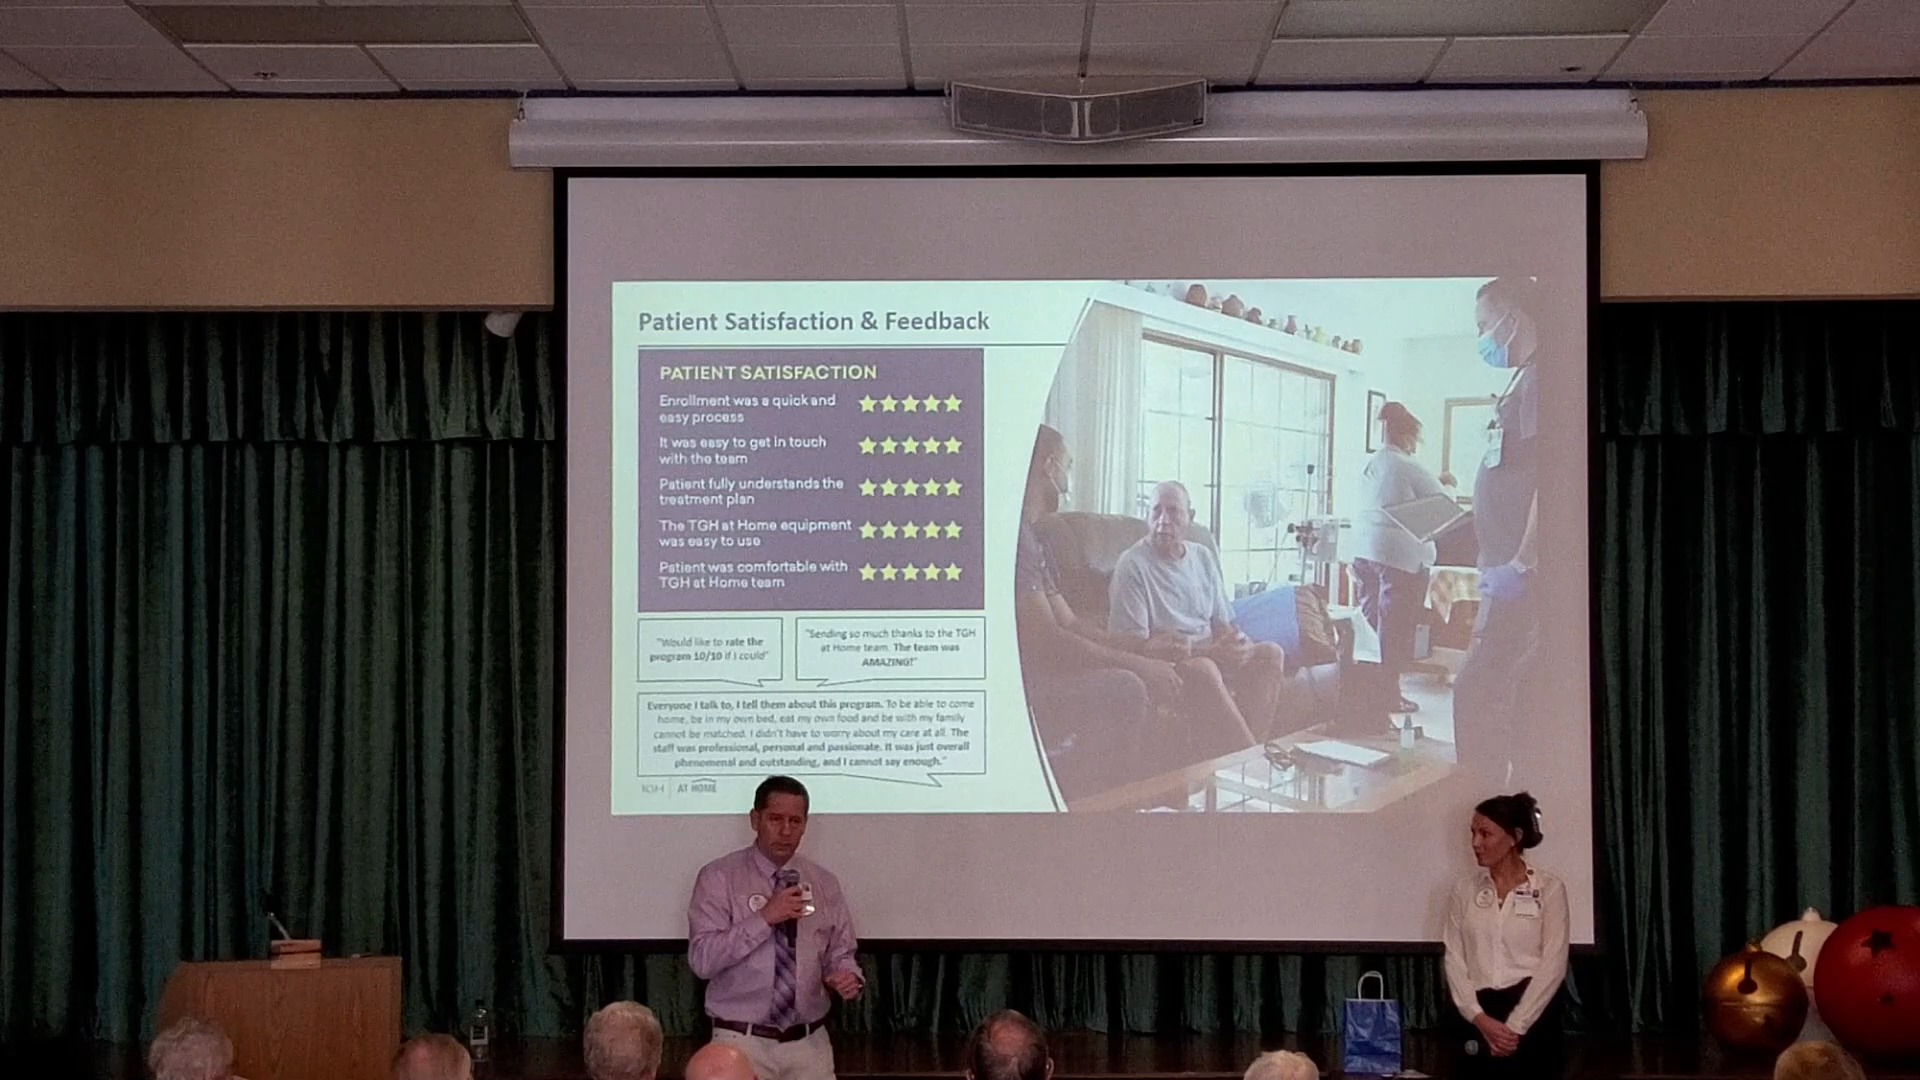 Patient Satisfaction & Feedback
PATIENT SATISFACTION
Enrollment was a quick and
easy process
It was easy to get in touch
with the team
Patient fully understands the
treatment plan
The TGH at Home equipment
was easy to use
Patient was comfortable with
TGH at Home team
"Would like to rate the
program 10/10 if I could"
"Sending so much thanks to the TGH
at Home team. The team was
AMAZING!"
Everyone I talk to, I tell them about this program. To be able to come
home, be in my own bed, eat my own food and be with my family
cannot be matched. I didn't have to worry about my care at all. The
staff was professional, personal and passionate. It was just overall
phenomenal and outstanding, and I cannot say enough."
TGH AT HOME